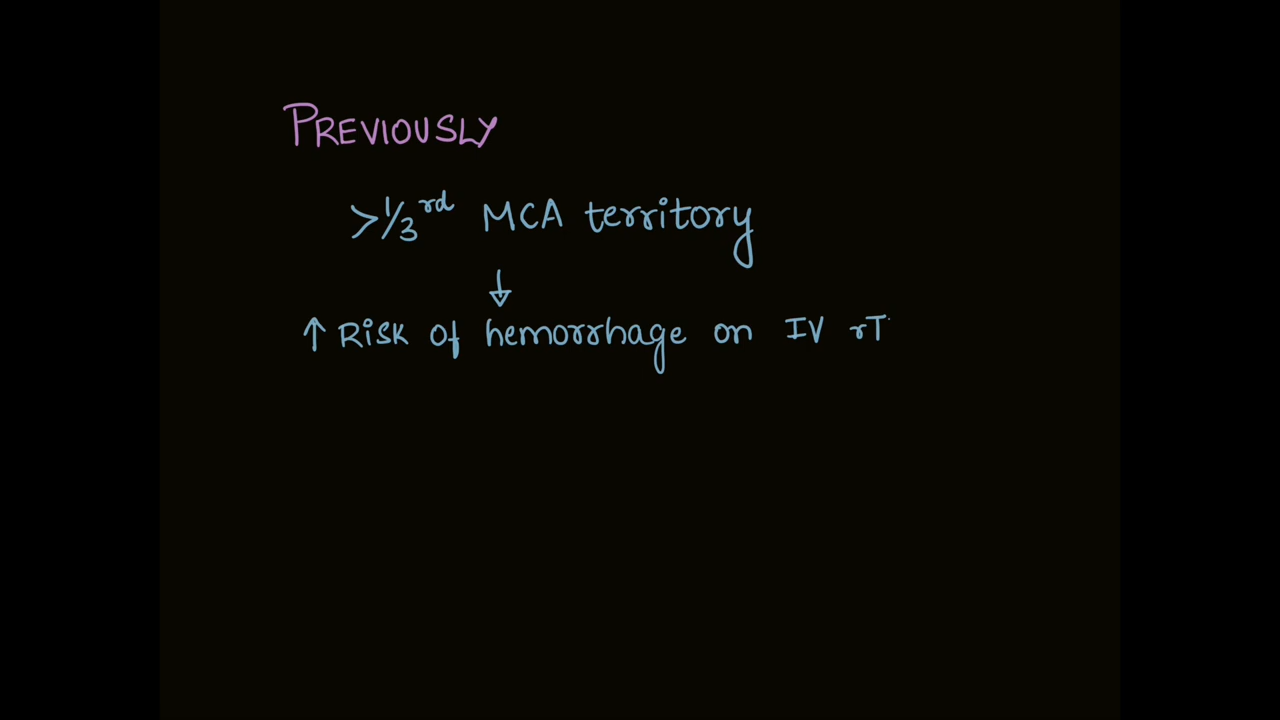 PREVIOUSLY
>1/3rd MCA territory
↑ Risk of hemorrhage on IV rT